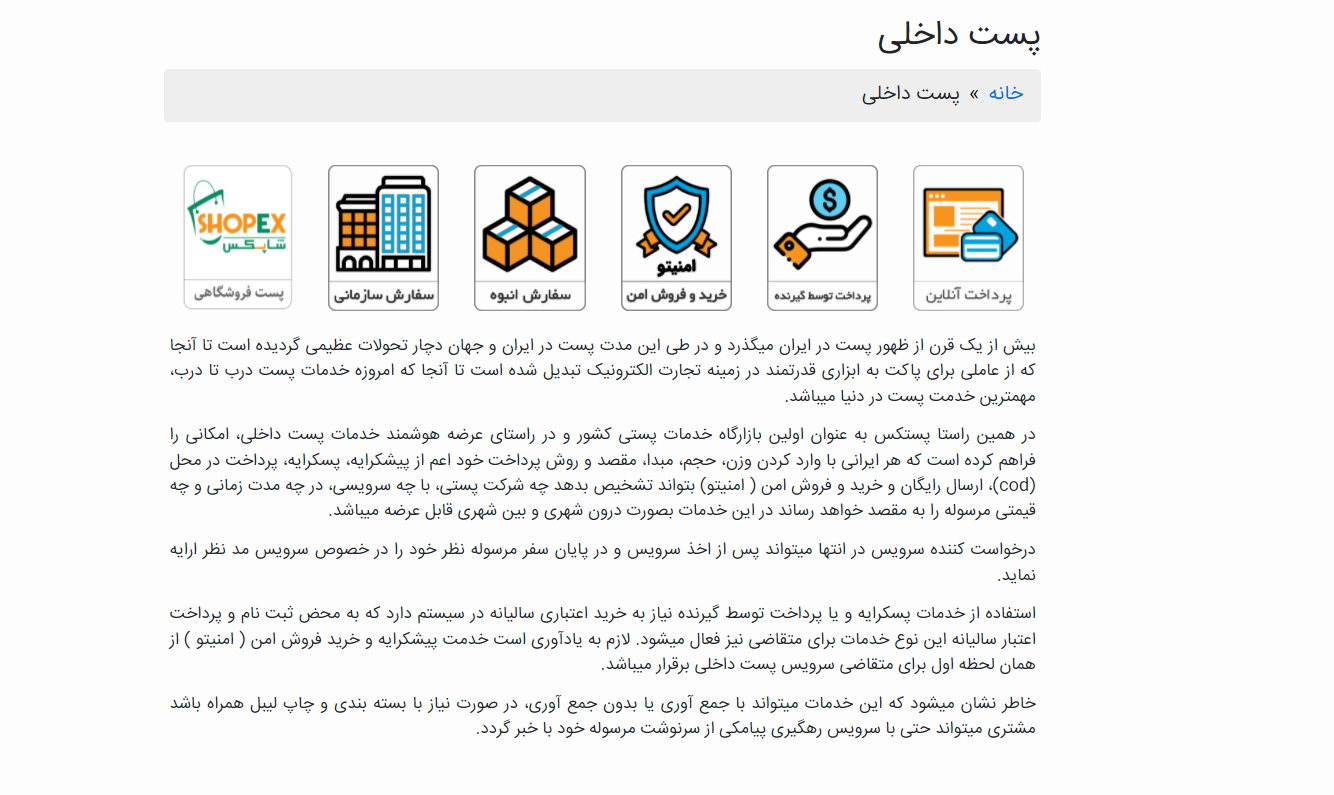 پست داخلی
خانه » پست داخلی
پرداخت آنلاین
پرداخت توسط گیرنده
امنیتو
خرید و فروش امن
سفارش انبوه
سفارش سازمانی
SHOPEX
شاپکس
پست فروشگاهی
بیش از یک قرن از ظهور پست در ایران میگذرد و در طی این مدت پست در ایران و جهان دچار تحولات عظیمی گردیده است تا آنجا
که از عاملی برای پاکت به ابزاری قدرتمند در زمینه تجارت الکترونیک تبدیل شده است تا آنجا که امروزه خدمات پست درب تا درب،
مهمترین خدمت پست در دنیا میباشد.
در همین راستا پستکس به عنوان اولین بازارگاه خدمات پستی کشور و در راستای عرضه هوشمند خدمات پست داخلی، امکانی را
فراهم کرده است که هر ایرانی با وارد کردن وزن، حجم، مبدا، مقصد و روش پرداخت خود اعم از پیشکرایه، پسکرایه، پرداخت در محل
(cod)، ارسال رایگان و خرید و فروش امن ( امنیتو) بتواند تشخیص بدهد چه شرکت پستی، با چه سرویسی، در چه مدت زمانی و چه
قیمتی مرسوله را به مقصد خواهد رساند در این خدمات بصورت درون شهری و بین شهری قابل عرضه میباشد.
درخواست کننده سرویس در انتها میتواند پس از اخذ سرویس و در پایان سفر مرسوله نظر خود را در خصوص سرویس مد نظر ارایه
نماید.
استفاده از خدمات پسکرایه و یا پرداخت توسط گیرنده نیاز به خرید اعتباری سالیانه در سیستم دارد که به محض ثبت نام و پرداخت
اعتبار سالیانه این نوع خدمات برای متقاضی نیز فعال میشود. لازم به یادآوری است خدمت پیشکرایه و خرید فروش امن ( امنیتو ) از
همان لحظه اول برای متقاضی سرویس پست داخلی برقرار میباشد.
خاطر نشان میشود که این خدمات میتواند با جمع آوری یا بدون جمع آوری، در صورت نیاز با بسته بندی و چاپ لیبل همراه باشد
مشتری میتواند حتی با سرویس رهگیری پیامکی از سرنوشت مرسوله خود با خبر گردد.